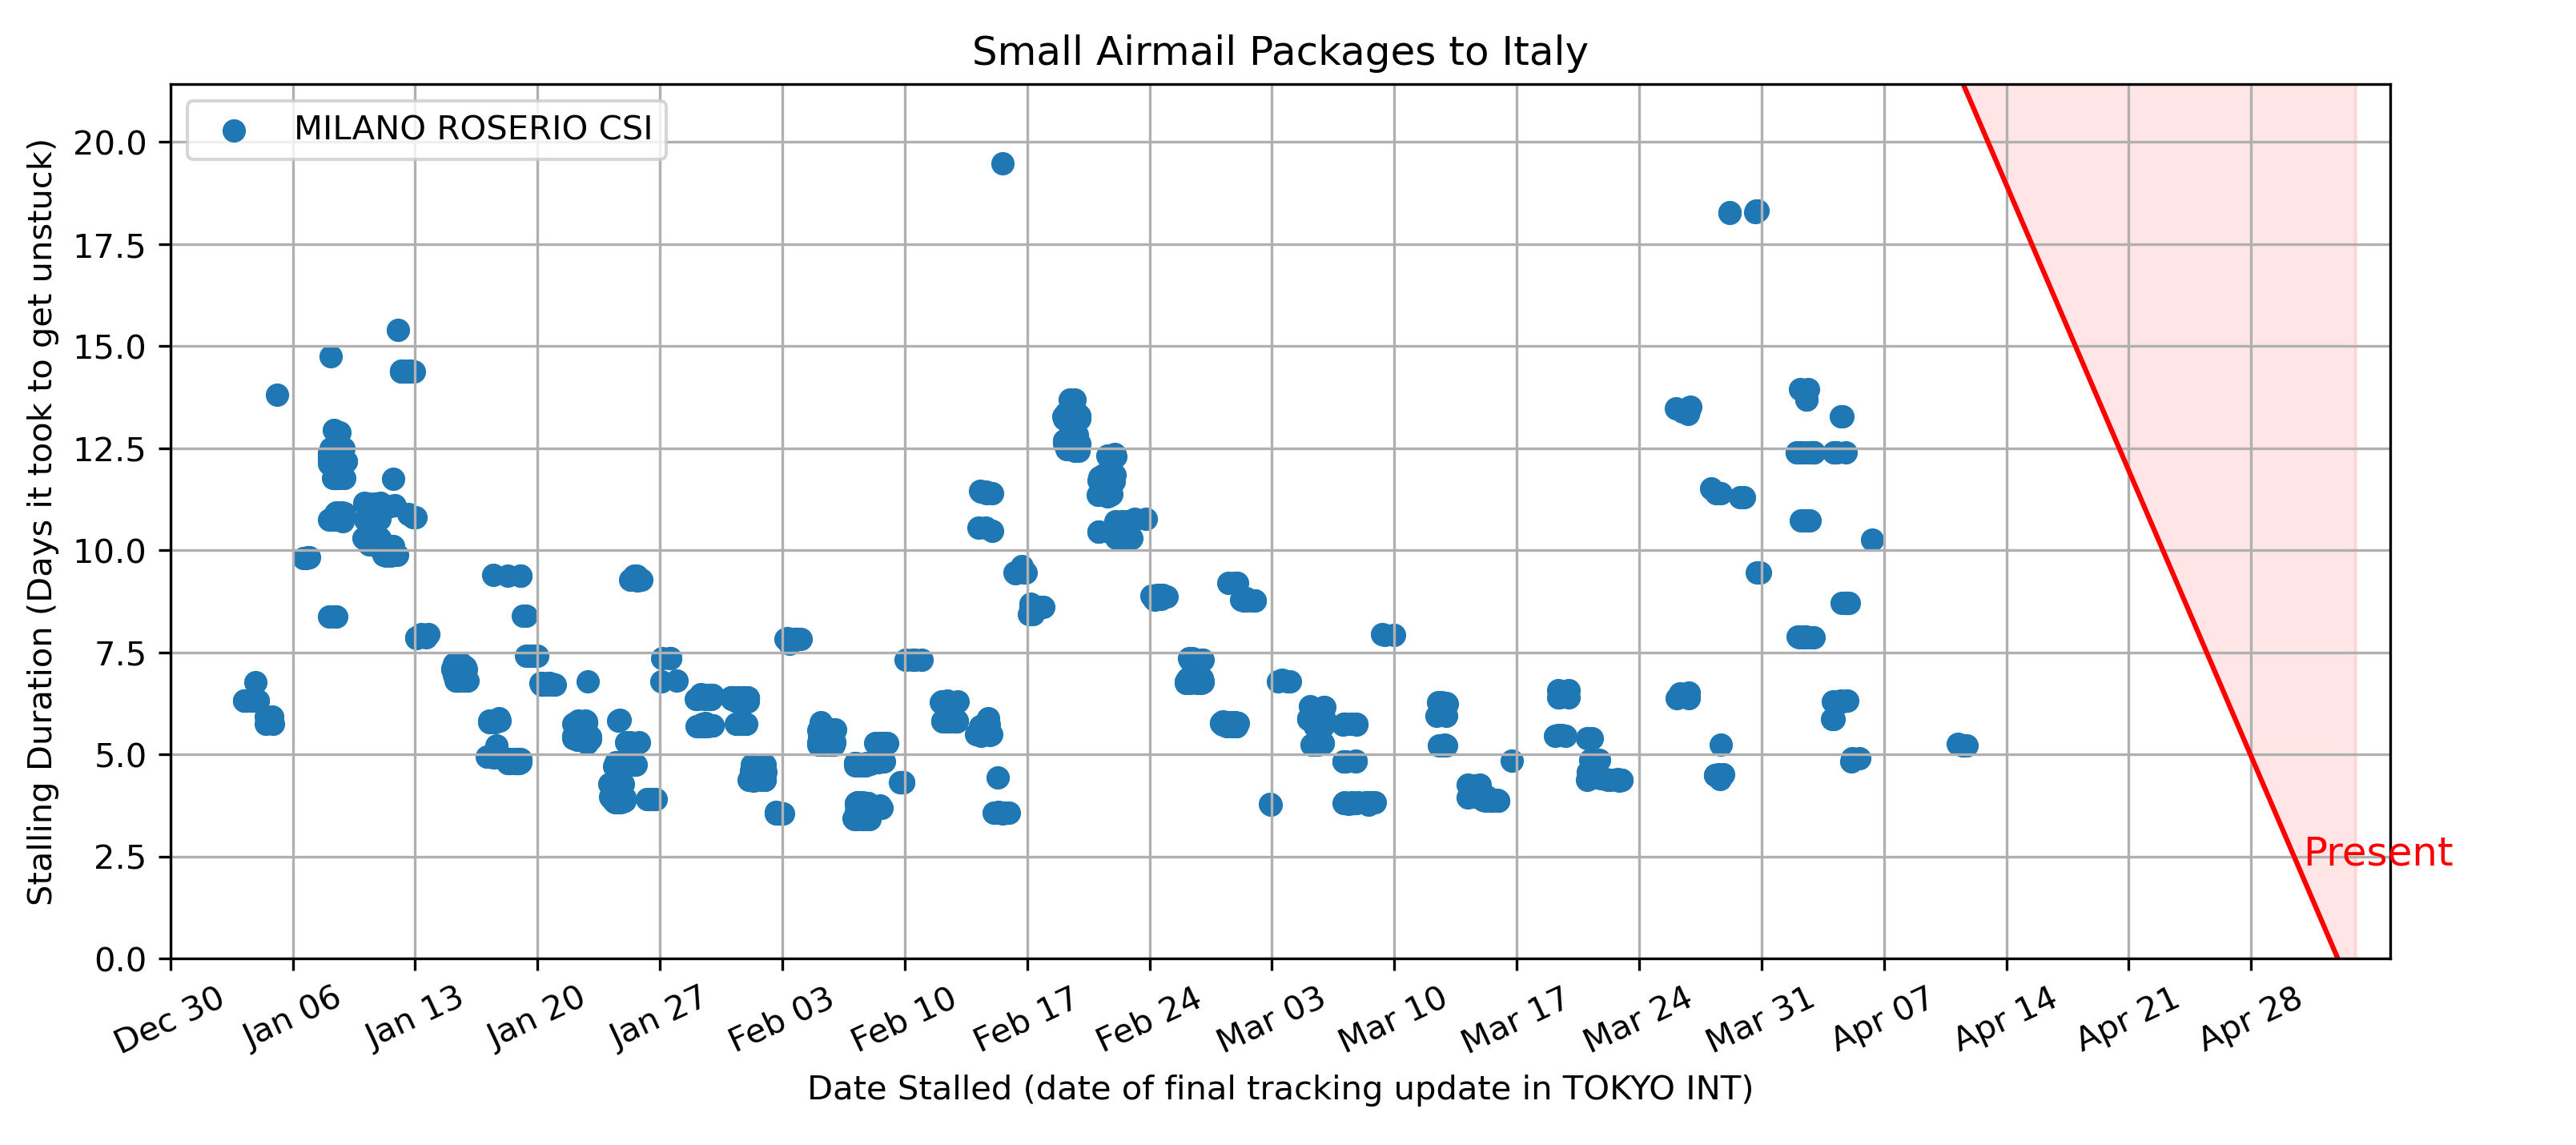 Small Airmail Packages to Italy
MILANO ROSERIO CSI
Stalling Duration (Days it took to get unstuck)
20.0
17.5
15.0
12.5
10.0
7.5
5.0
2.5
0.0
Present
Dec 30
Jan 06
Jan 13
Jan 20
Jan 27
Feb 03
Feb 10
Feb 17
Feb 24
Mar 03
Mar 10
Mar 17
Mar 24
Mar 31
Apr 07
Apr 14
Apr 21
Apr 28
Date Stalled (date of final tracking update in TOKYO INT)